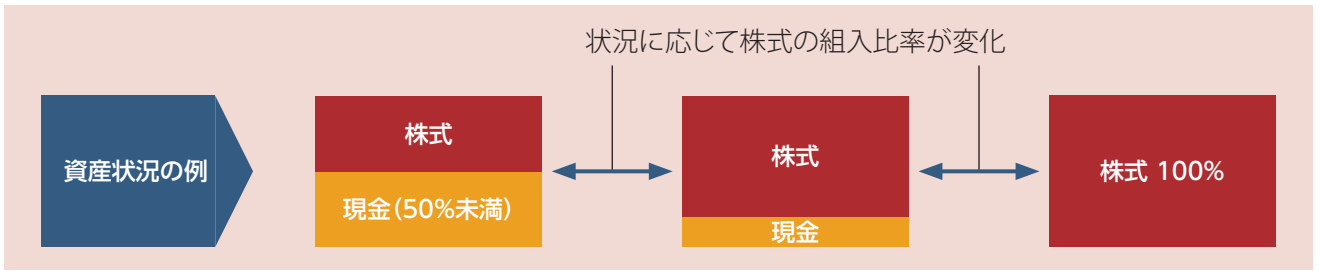 状況に応じて株式の組入比率が変化
資産状況の例
株式
現金(50%未満)
株式
現金
株式 100%